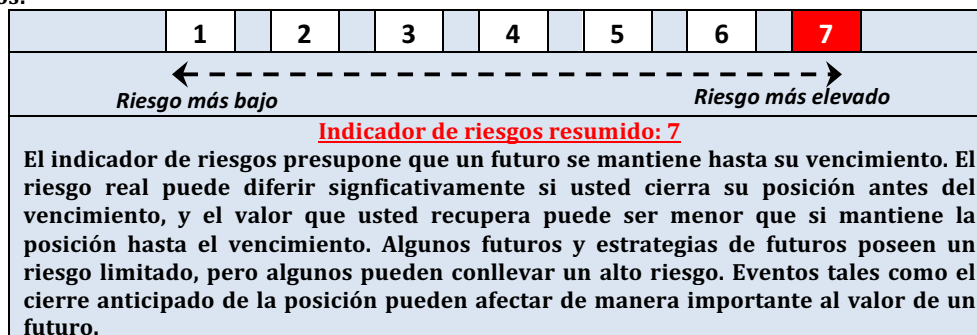 os:
1 2 3 4 5 6 7
Riesgo más bajo Riesgo más elevado
Indicador de riesgos resumido: 7
El indicador de riesgos presupone que un futuro se mantiene hasta su vencimiento. El
riesgo real puede diferir signficativamente si usted cierra su posición antes del
vencimiento, y el valor que usted recupera puede ser menor que si mantiene la
posición hasta el vencimiento. Algunos futuros y estrategias de futuros poseen un
riesgo limitado, pero algunos pueden conllevar un alto riesgo. Eventos tales como el
cierre anticipado de la posición pueden afectar de manera importante al valor de un
futuro.